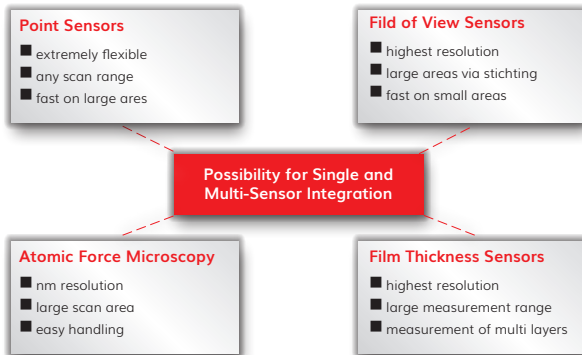 Point Sensors
■ extremely flexible
■ any scan range
■ fast on large ares
Fild of View Sensors
■ highest resolution
■ large areas via stichting
■ fast on small areas
Possibility for Single and
Multi-Sensor Integration
Atomic Force Microscopy
■ nm resolution
■ large scan area
■ easy handling
Film Thickness Sensors
■ highest resolution
■ large measurement range
■ measurement of multi layers